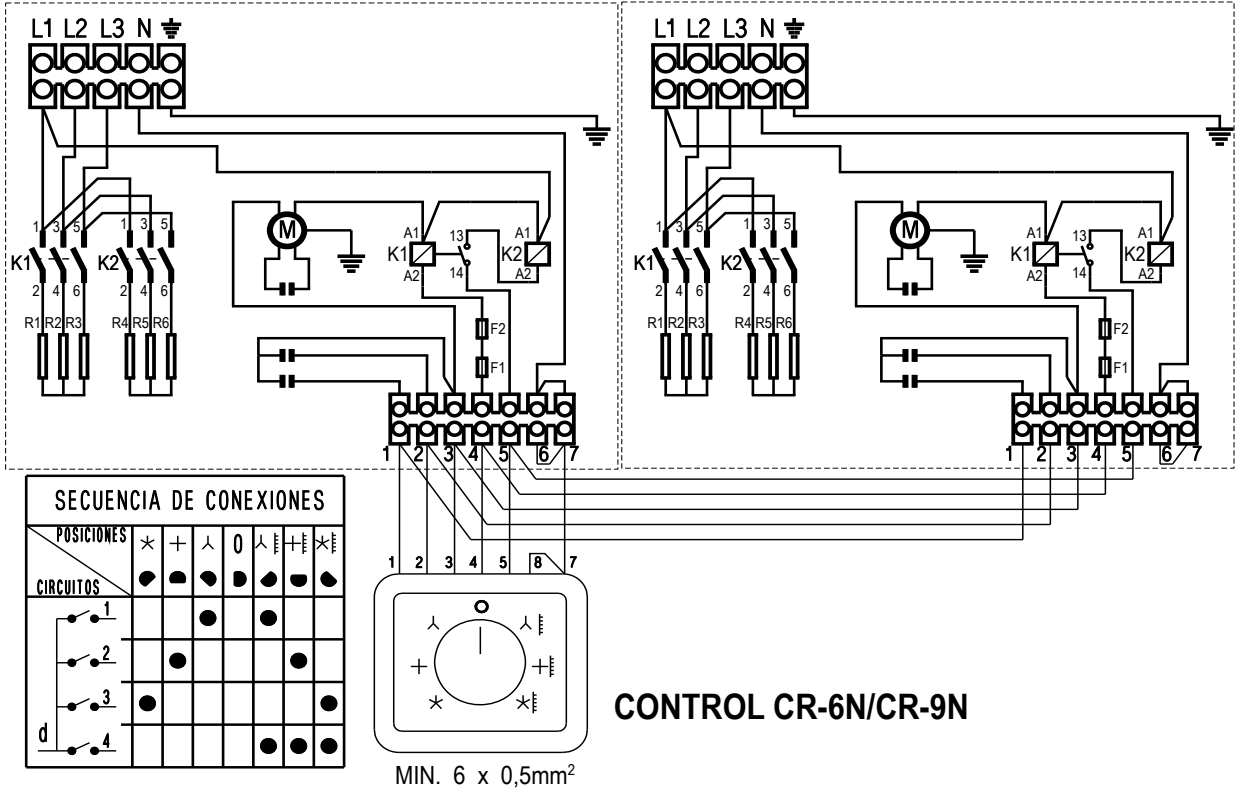 L1 L2 L3 N
L1 L2 L3 N
1 3 5 1 3 5
K1 K2
2 4 6 2 4 6
R1 R2 R3 R4 R5 R6
M
A1 13 A1
K1 K2
A2 14 A2
F2
F1
1 2 3 4 5 6 7
1 3 5 1 3 5
K1 K2
2 4 6 2 4 6
R1 R2 R3 R4 R5 R6
M
A1 13 A1
K1 K2
A2 14 A2
F2
F1
1 2 3 4 5 6 7
SECUENCIA DE CONEXIONES
POSICIONES
0
CIRCUITOS
1
2
3
d 4
1 2 3 4 5 8 7
O
CONTROL CR-6N/CR-9N
MIN. 6 x 0,5mm²